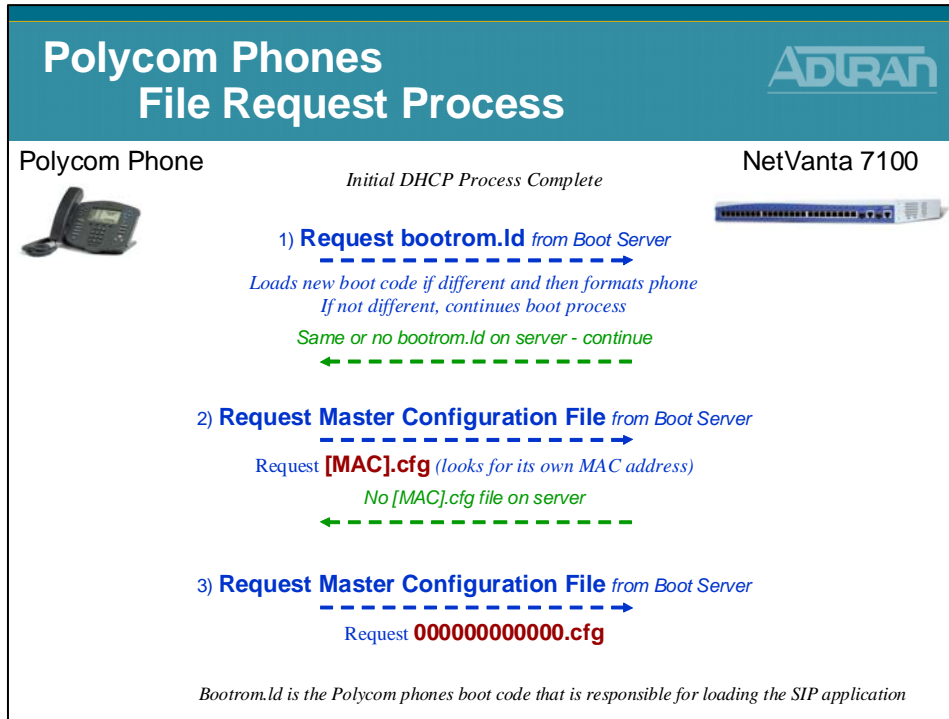 Polycom Phones
File Request Process
ADTRAN
Polycom Phone
NetVanta 7100
Initial DHCP Process Complete
1) Request bootrom.ld from Boot Server
Loads new boot code if different and then formats phone
If not different, continues boot process
Same or no bootrom.ld on server - continue
2) Request Master Configuration File from Boot Server
Request [MAC].cfg (looks for its own MAC address)
No [MAC].cfg file on server
3) Request Master Configuration File from Boot Server
Request 000000000000.cfg
Bootrom.ld is the Polycom phones boot code that is responsible for loading the SIP application